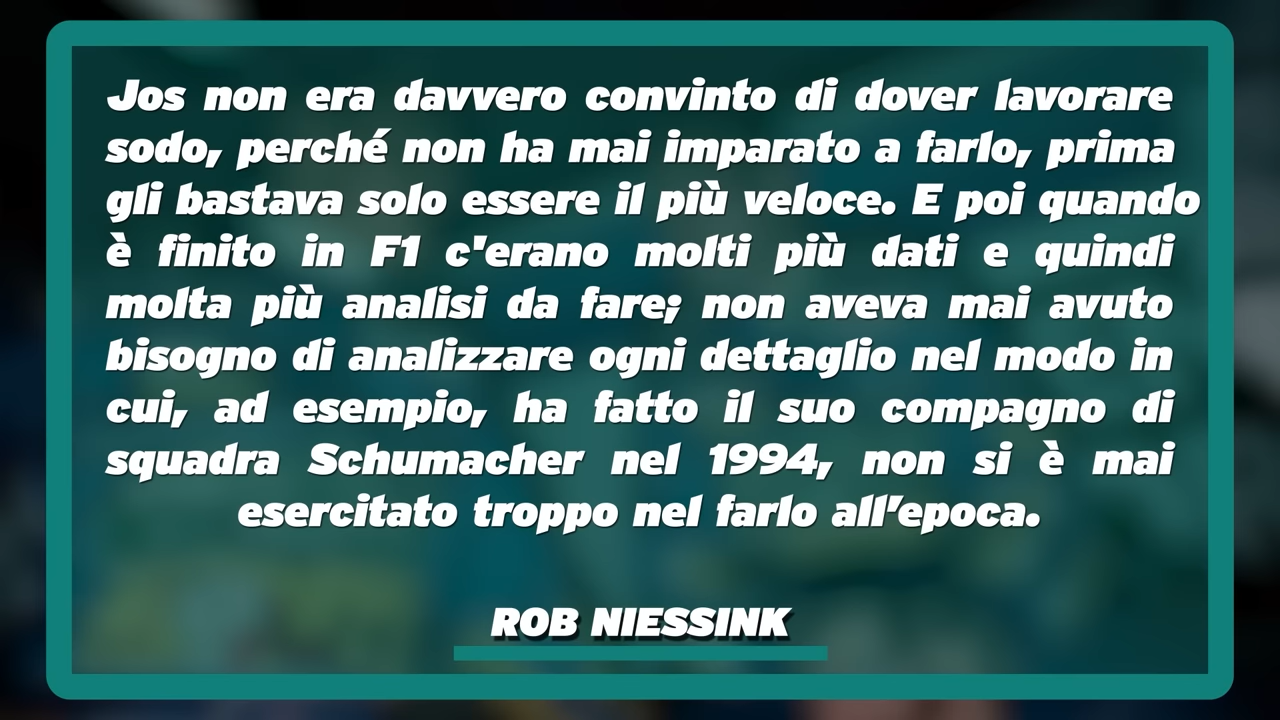 Jos non era davvero convinto di dover lavorare
sodo, perché non ha mai imparato a farlo, prima
gli bastava solo essere il più veloce. E poi quando
è finito in F1 c'erano molti più dati e quindi
molta più analisi da fare; non aveva mai avuto
bisogno di analizzare ogni dettaglio nel modo in
cui, ad esempio, ha fatto il suo compagno di
squadra Schumacher nel 1994, non si è mai
esercitato troppo nel farlo all’epoca.
ROB NIESSINK